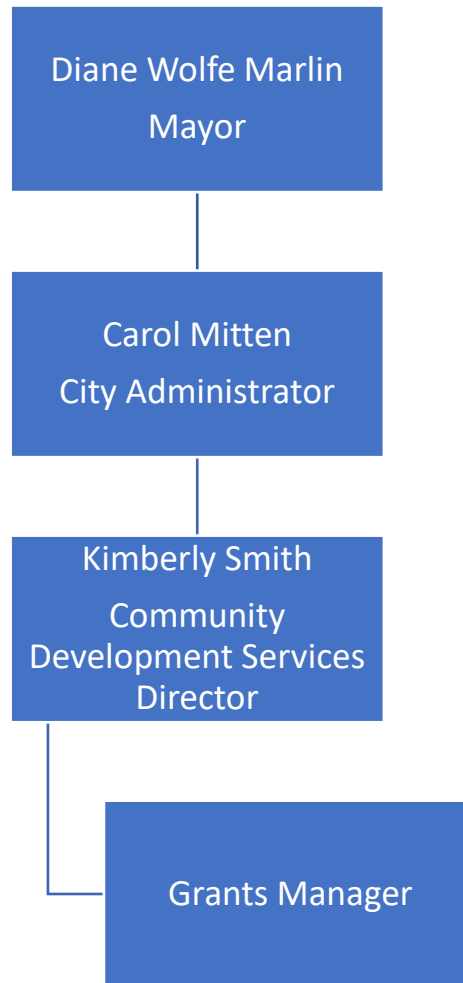 Diane Wolfe Marlin
Mayor
Carol Mitten
City Administrator
Kimberly Smith
Community
Development Services
Director
Grants Manager